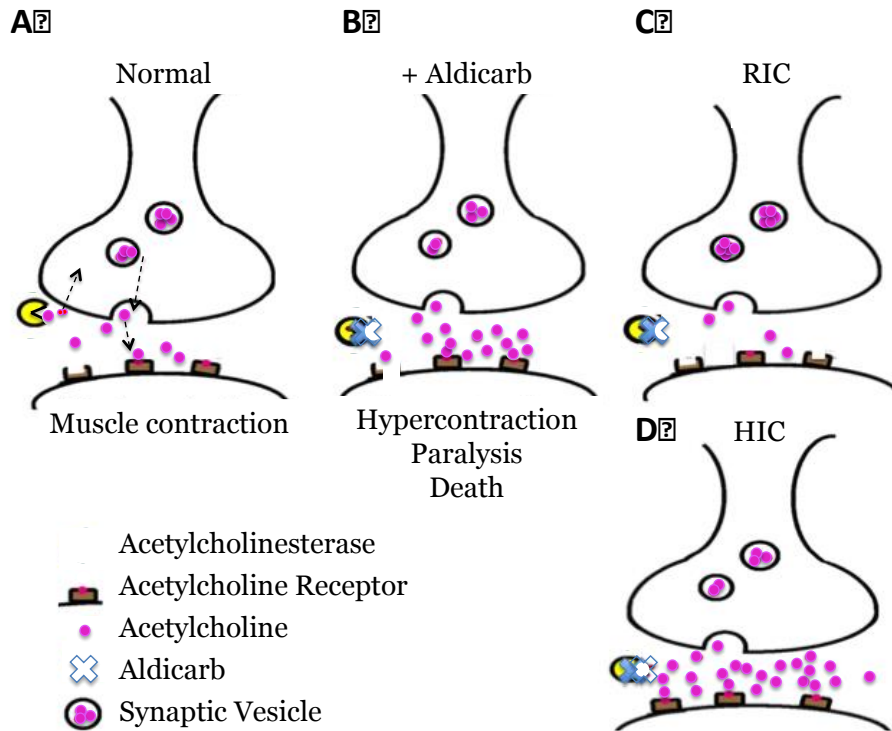 A⍰
B⍰
C⍰
Normal
+ Aldicarb
RIC
Muscle contraction
Hypercontraction
Paralysis
Death
D⍰
HIC
Acetylcholinesterase
Acetylcholine Receptor
Acetylcholine
Aldicarb
Synaptic Vesicle